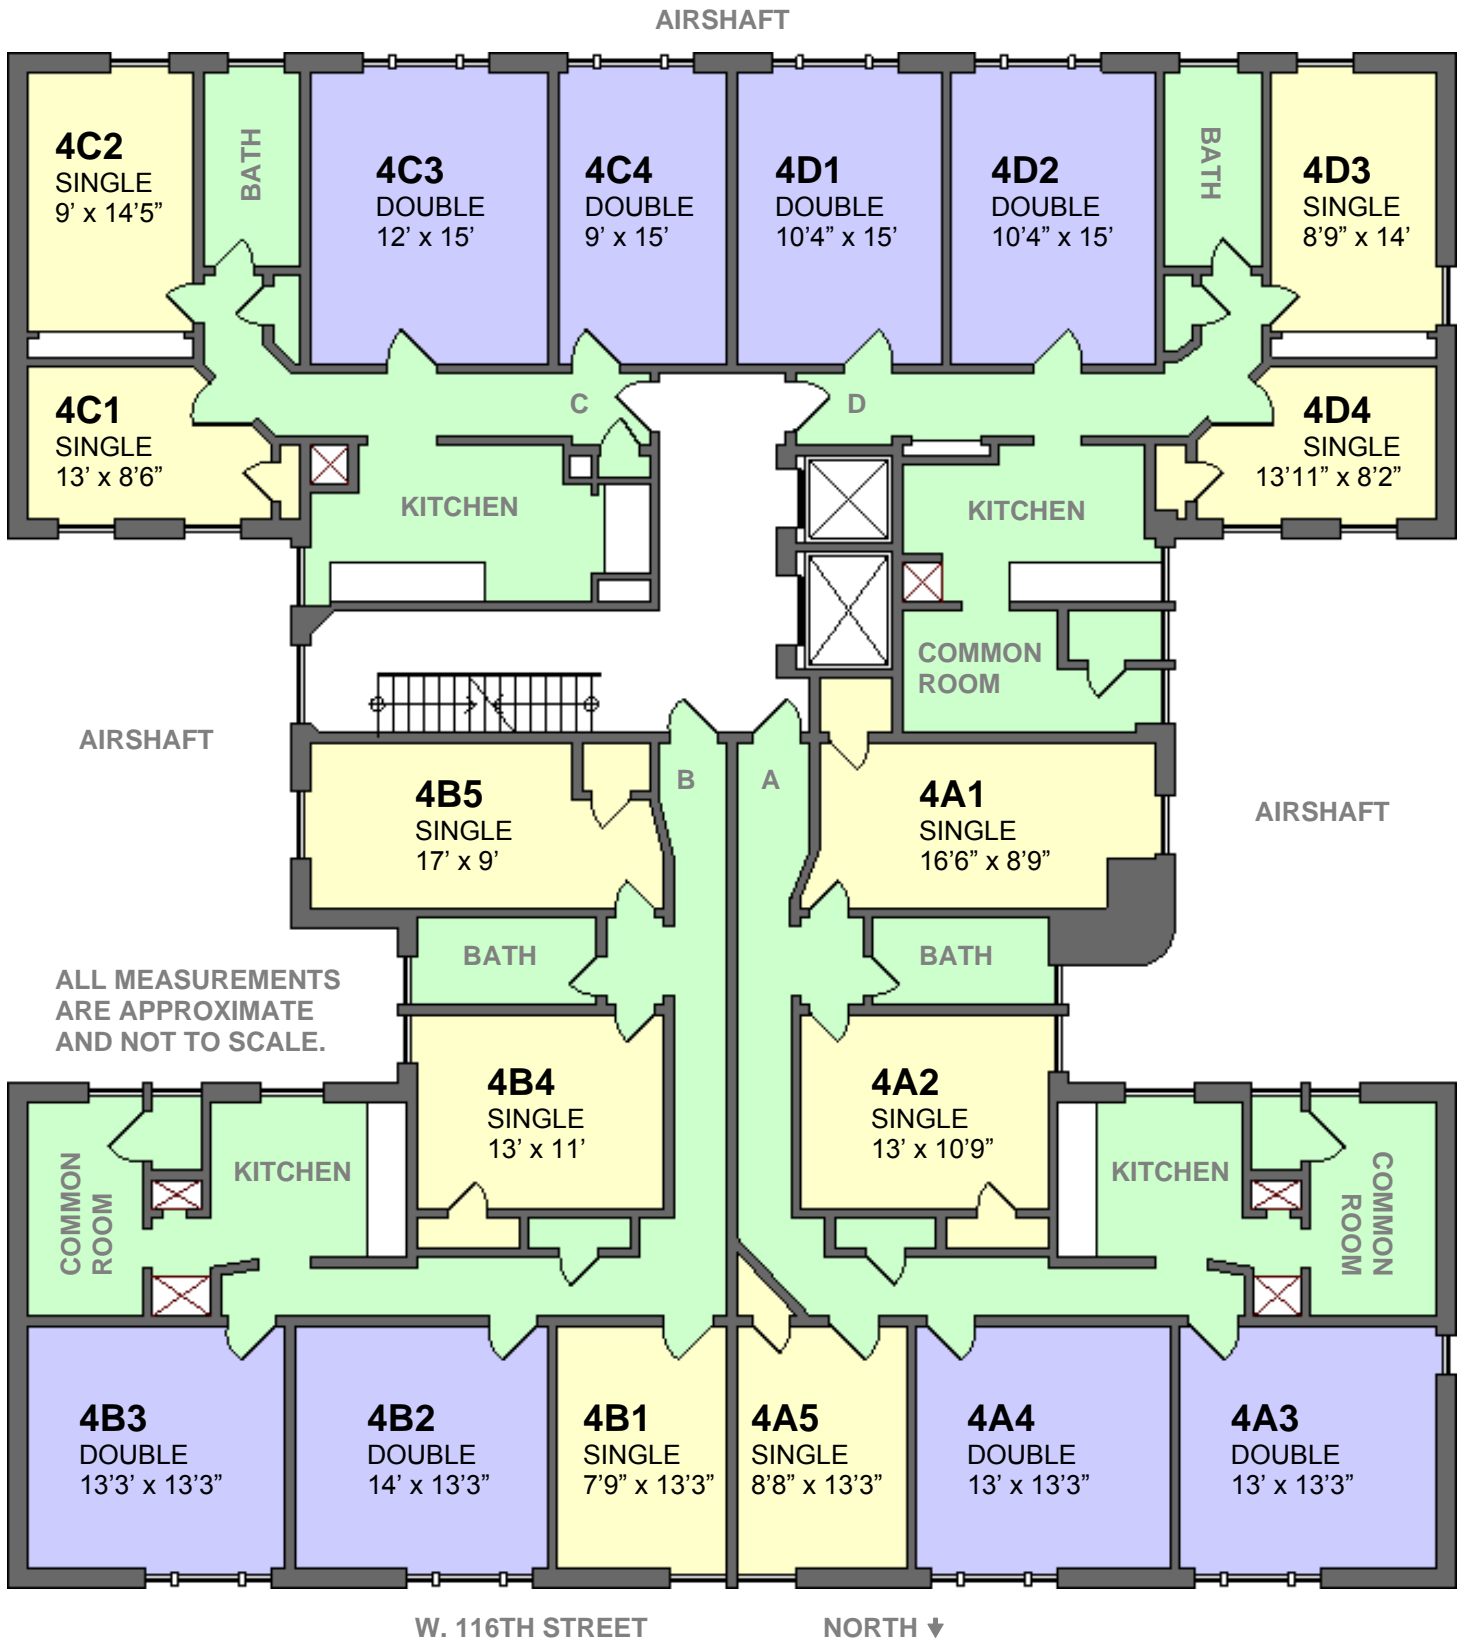 AIRSHAFT
4C2
SINGLE
9’ x 14’5”
BATH
4C3
DOUBLE
12’ x 15’
4C4
DOUBLE
9’ x 15’
4D1
DOUBLE
10’4” x 15’
4D2
DOUBLE
10’4” x 15’
BATH
4D3
SINGLE
8’9” x 14’
4C1
SINGLE
13’ x 8’6”
C
D
4D4
SINGLE
13’11” x 8’2”
KITCHEN
KITCHEN
COMMON
ROOM
AIRSHAFT
B
A
4B5
SINGLE
17’ x 9’
4A1
SINGLE
16’6” x 8’9”
AIRSHAFT
BATH
BATH
ALL MEASUREMENTS
ARE APPROXIMATE
AND NOT TO SCALE.
4B4
SINGLE
13’ x 11’
4A2
SINGLE
13’ x 10’9”
COMMON
ROOM
KITCHEN
KITCHEN
COMMON
ROOM
4B3
DOUBLE
13’3’ x 13’3”
4B2
DOUBLE
14’ x 13’3”
4B1
SINGLE
7’9” x 13’3”
4A5
SINGLE
8’8” x 13’3”
4A4
DOUBLE
13’ x 13’3”
4A3
DOUBLE
13’ x 13’3”
W. 116TH STREET
NORTH